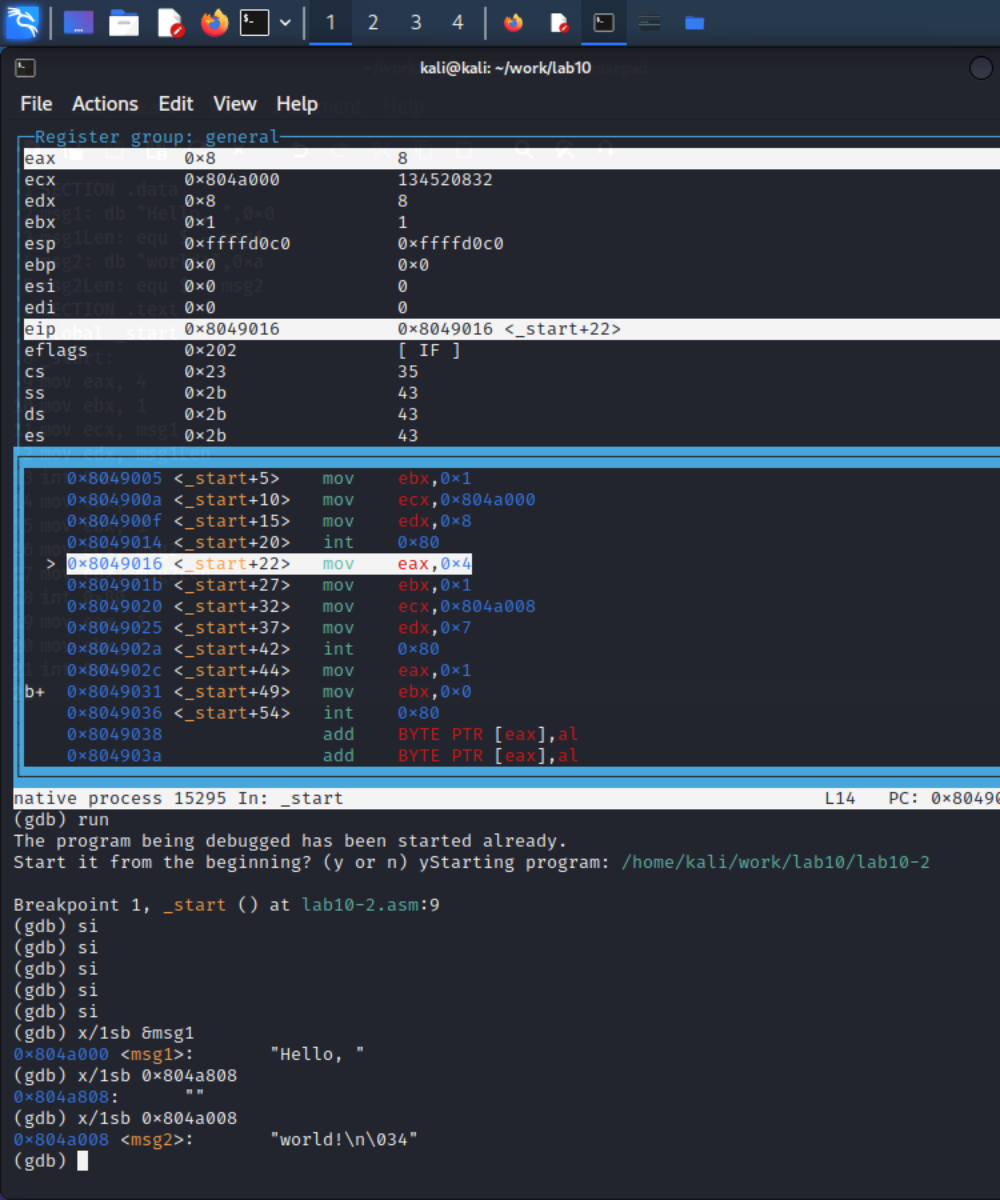 1 2 3 4
kali@kali: ~/work/lab10
File Actions Edit View Help
Register group: general
eax 0×8 8
ecx 0×804a000 134520832
edx 0×8 8
ebx 0×1 1
esp 0×ffffd0c0 0×ffffd0c0
ebp 0×0 0×0
esi 0×0 0
edi 0×0 0
eip 0×8049016 0×8049016 <_start+22>
eflags 0×202 [ IF ]
cs 0×23 35
ss 0×2b 43
ds 0×2b 43
es 0×2b 43
0×8049005 <_start+5> mov ebx,0×1
0×804900a <_start+10> mov ecx,0×804a000
0×804900f <_start+15> mov edx,0×8
0×8049014 <_start+20> int 0×80
> 0×8049016 <_start+22> mov eax,0×4
0×804901b <_start+27> mov ebx,0×1
0×8049020 <_start+32> mov ecx,0×804a008
0×8049025 <_start+37> mov edx,0×7
0×804902a <_start+42> int 0×80
0×804902c <_start+44> mov eax,0×1
b+ 0×8049031 <_start+49> mov ebx,0×0
0×8049036 <_start+54> int 0×80
0×8049038 add BYTE PTR [eax],al
0×804903a add BYTE PTR [eax],al
native process 15295 In: _start L14 PC: 0×8049
(gdb) run
The program being debugged has been started already.
Start it from the beginning? (y or n) yStarting program: /home/kali/work/lab10/lab10-2
Breakpoint 1, _start () at lab10-2.asm:9
(gdb) si
(gdb) si
(gdb) si
(gdb) si
(gdb) si
(gdb) x/1sb &msg1
0×804a000 <msg1>: "Hello, "
(gdb) x/1sb 0×804a808
0×804a808: ""
(gdb) x/1sb 0×804a008
0×804a008 <msg2>: "world!\n\034"
(gdb)